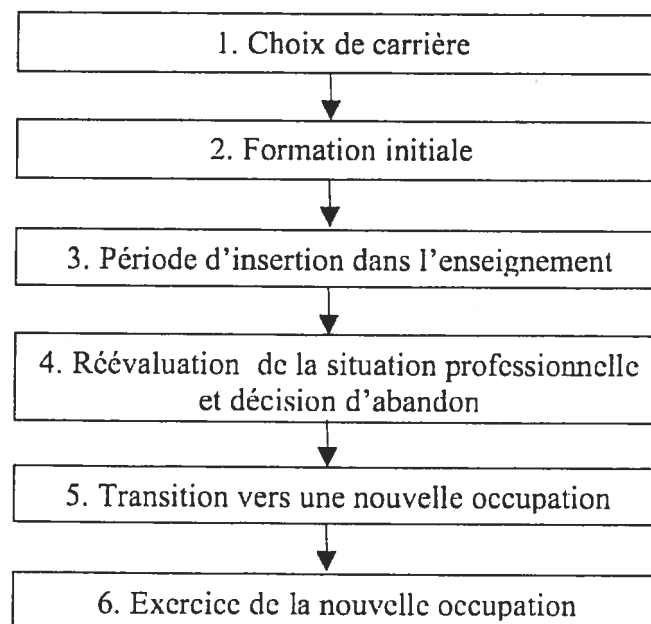 1. Choix de carrière
2. Formation initiale
3. Période d'insertion dans l'enseignement
4. Réévaluation de la situation professionnelle
et décision d'abandon
5. Transition vers une nouvelle occupation
6. Exercice de la nouvelle occupation